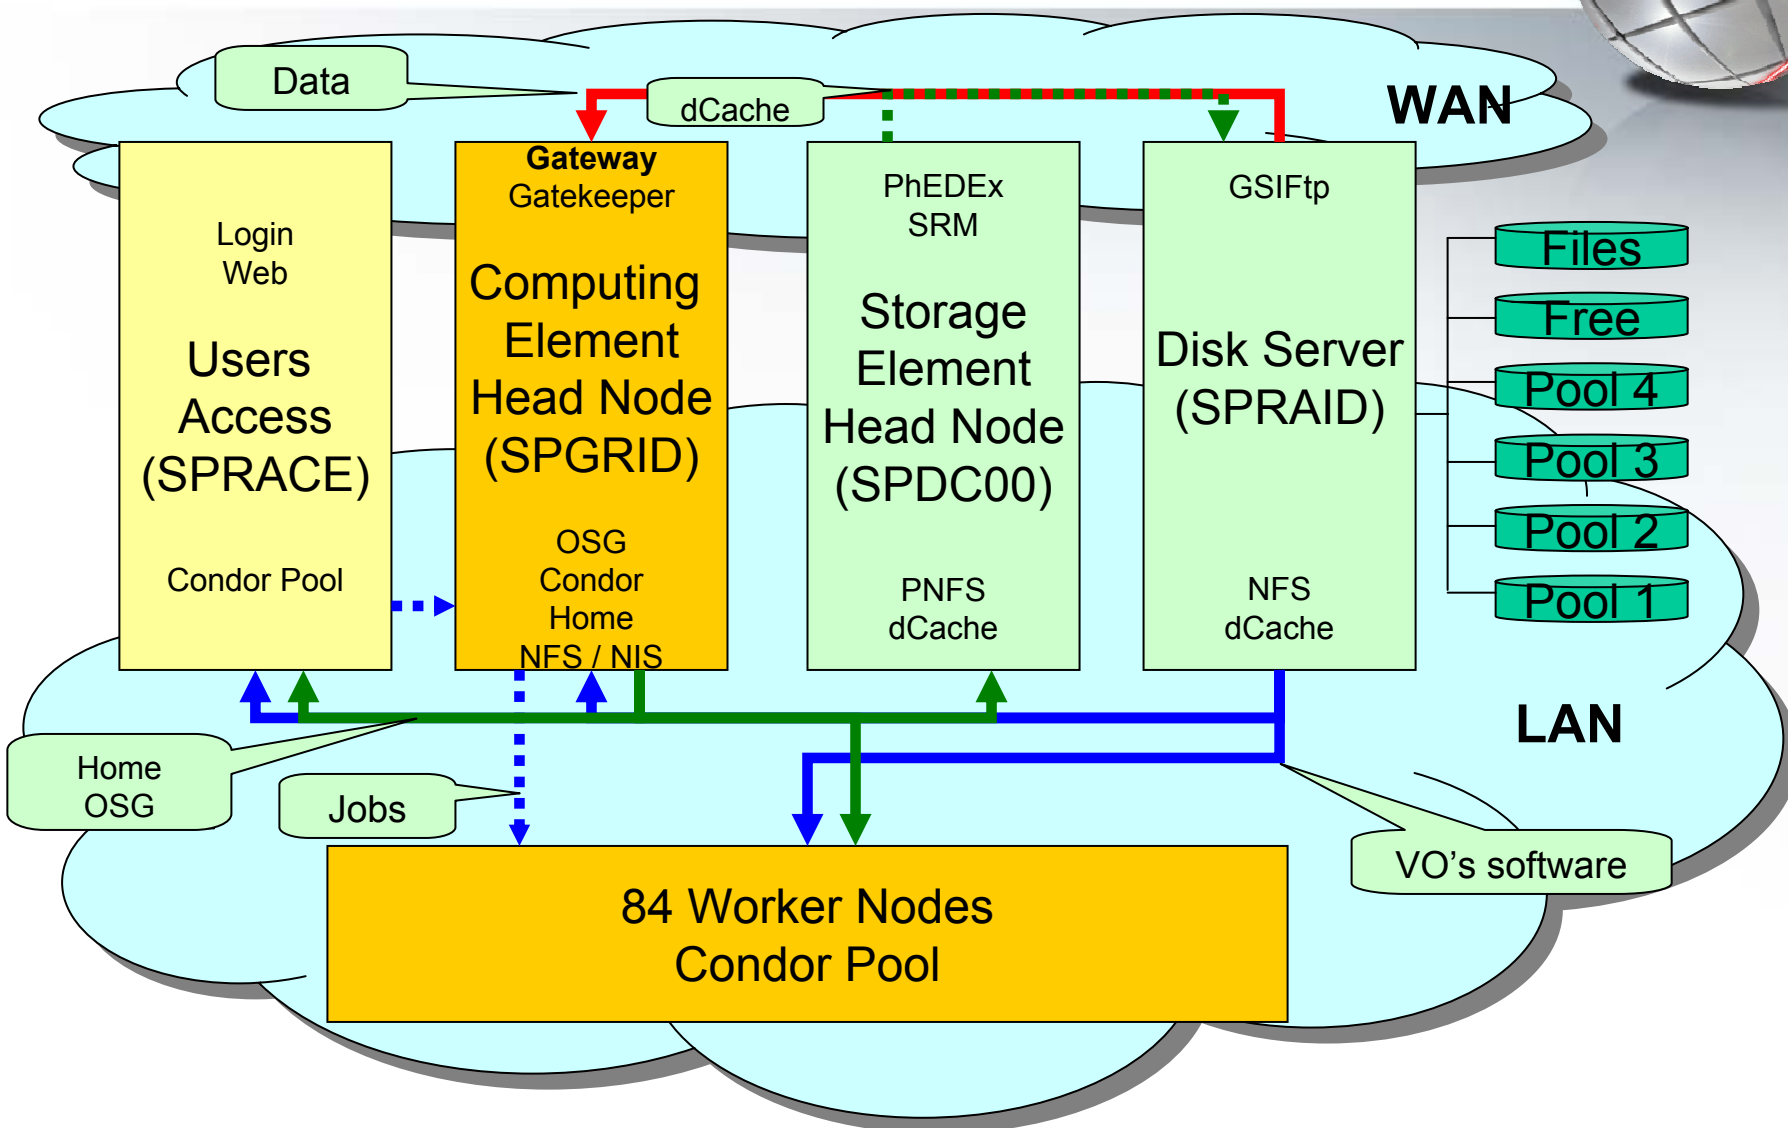 Data
dCache
WAN
Login
Web
Users
Access
(SPRACE)
Condor Pool
Gateway
Gatekeeper
Computing
Element
Head Node
(SPGRID)
OSG
Condor
Home
NFS / NIS
PhEDEx
SRM
Storage
Element
Head Node
(SPDC00)
PNFS
dCache
GSIFtp
Disk Server
(SPRAID)
NFS
dCache
Files
Free
Pool 4
Pool 3
Pool 2
Pool 1
LAN
Home
OSG
Jobs
VO's software
84 Worker Nodes
Condor Pool